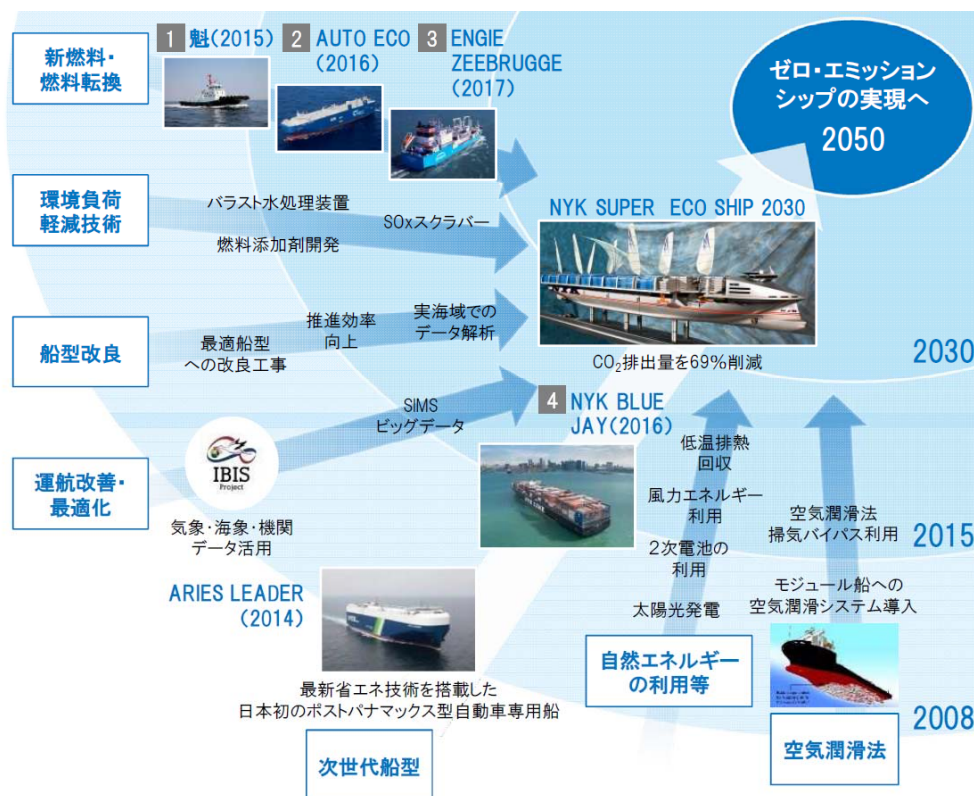 新燃料・
燃料転換
1 魁(2015)
2 AUTO ECO
(2016)
3 ENGIE
ZEEBRUGGE
(2017)
ゼロ・エミッション
シップの実現へ
2050
環境負荷
軽減技術
バラスト水処理装置
燃料添加剤開発
SOxスクラバー
NYK SUPER ECO SHIP 2030
CO₂排出量を69%削減
2030
船型改良
最適船型
への改良工事
推進効率
向上
実海域での
データ解析
運航改善・
最適化
IBIS
Project
気象・海象・機関
データ活用
SIMS
ビッグデータ
4 NYK BLUE
JAY(2016)
低温排熱
回収
風力エネルギー
利用
2次電池の
利用
太陽光発電
空気潤滑法
掃気バイパス利用
2015
モジュール船への
空気潤滑システム導入
ARIES LEADER
(2014)
最新省エネ技術を搭載した
日本初のポストパナマックス型自動車専用船
次世代船型
自然エネルギー
の利用等
空気潤滑法
2008